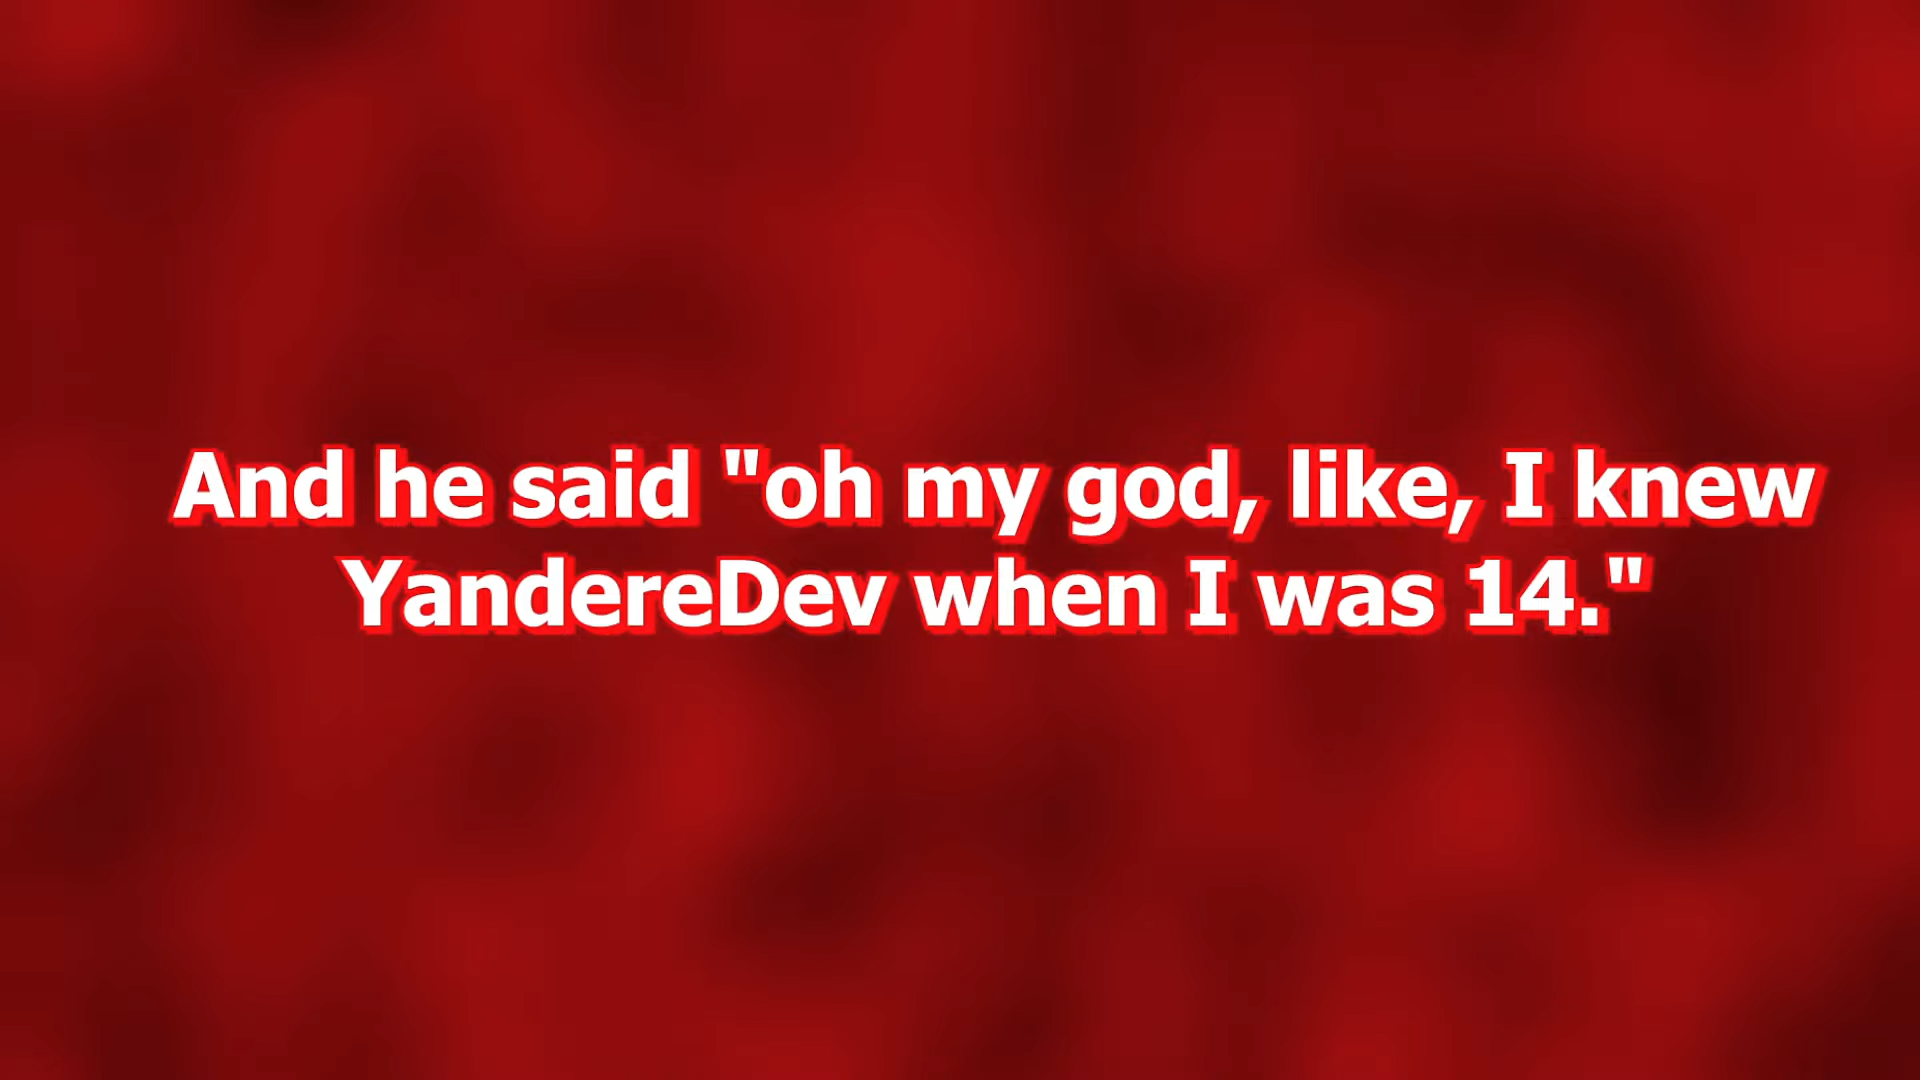 And he said "oh my god, like, I knew
YandereDev when I was 14."